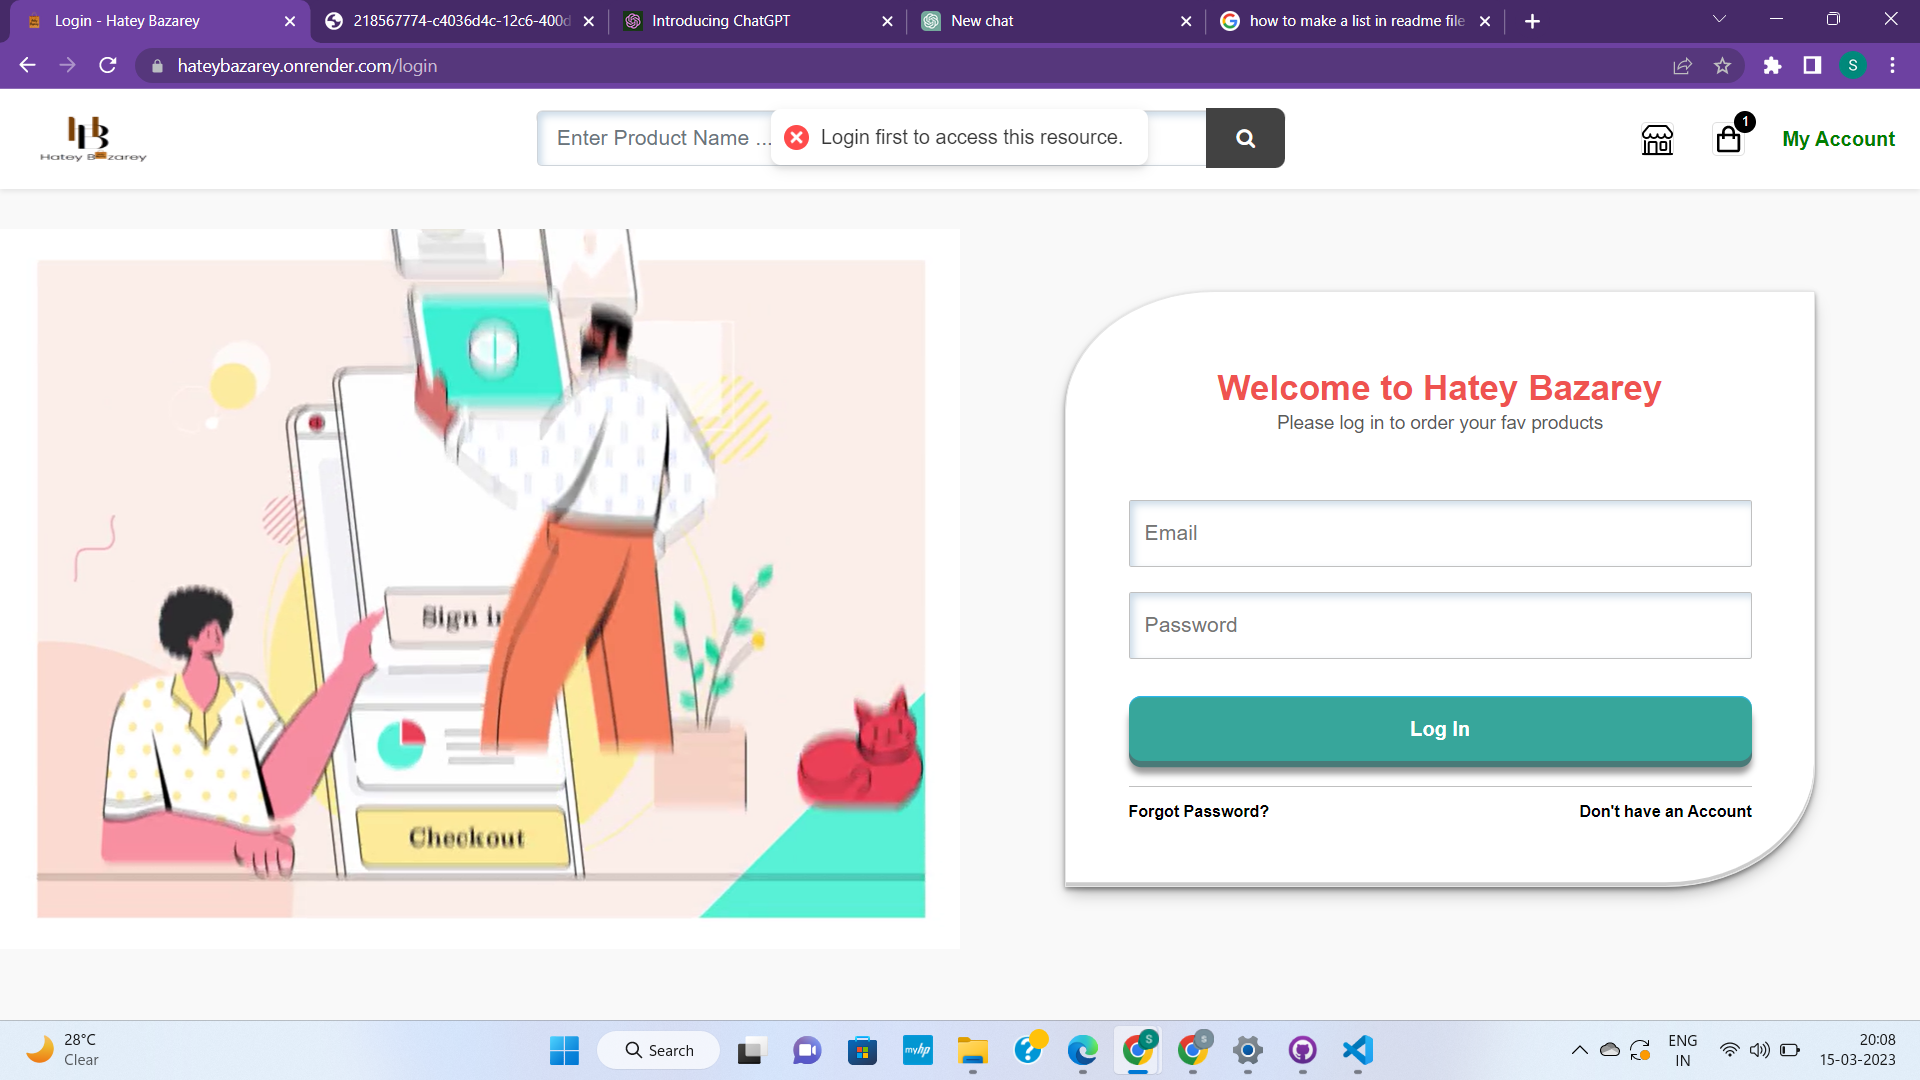 Login - Hatey Bazarey
218567774-c4036d4c-12c6-400d
Introducing ChatGPT
New chat
how to make a list in readme file
hateybazarey.onrender.com/login
S
Hatey Bazarey
Enter Product Name ...
Login first to access this resource.
1
My Account
Welcome to Hatey Bazarey
Please log in to order your fav products
Email
Password
Log In
Forgot Password?
Don't have an Account
Sign in
Checkout
28°C
Clear
Search
myhp
S
S
ENG
IN
20:08
15-03-2023